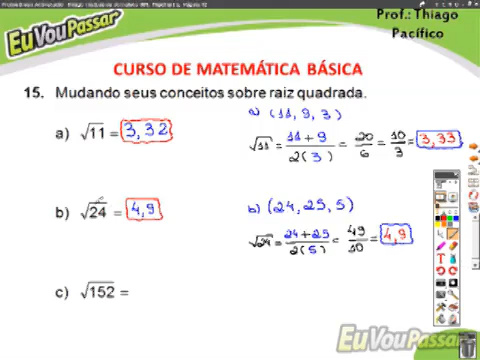 EuVouPassar
Prof.: Thiago
Pacífico
CURSO DE MATEMÁTICA BÁSICA
15. Mudando seus conceitos sobre raiz quadrada.
a) √11 = 3,32
a) (11, 9, 3)
√11 = 11 + 9 / 2(3) = 20 / 6 = 10 / 3 = 3,33
b) √24 = 4,9
b) (24, 25, 5)
√24 = 24 + 25 / 2(5) = 49 / 10 = 4,9
c) √152 =
EuVouPassar